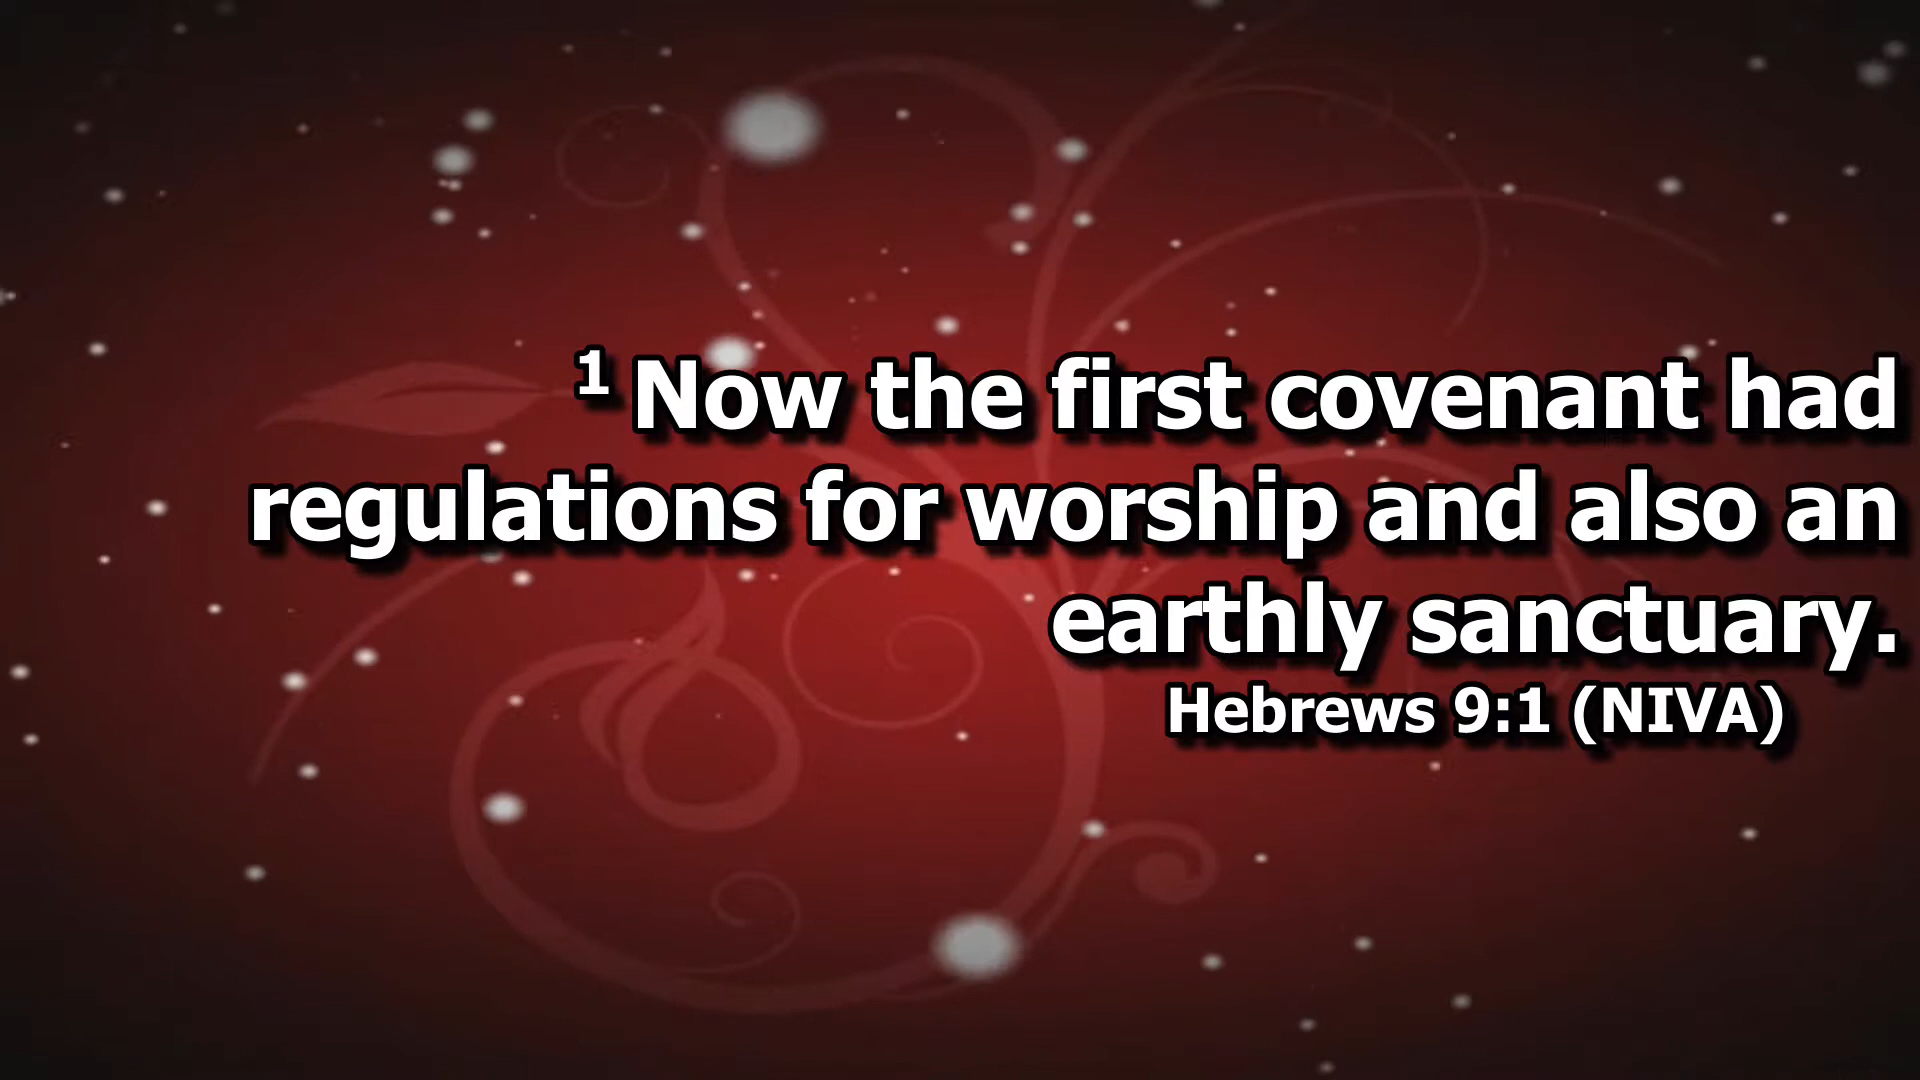 1 Now the first covenant had
regulations for worship and also an
earthly sanctuary.
Hebrews 9:1 (NIVA)